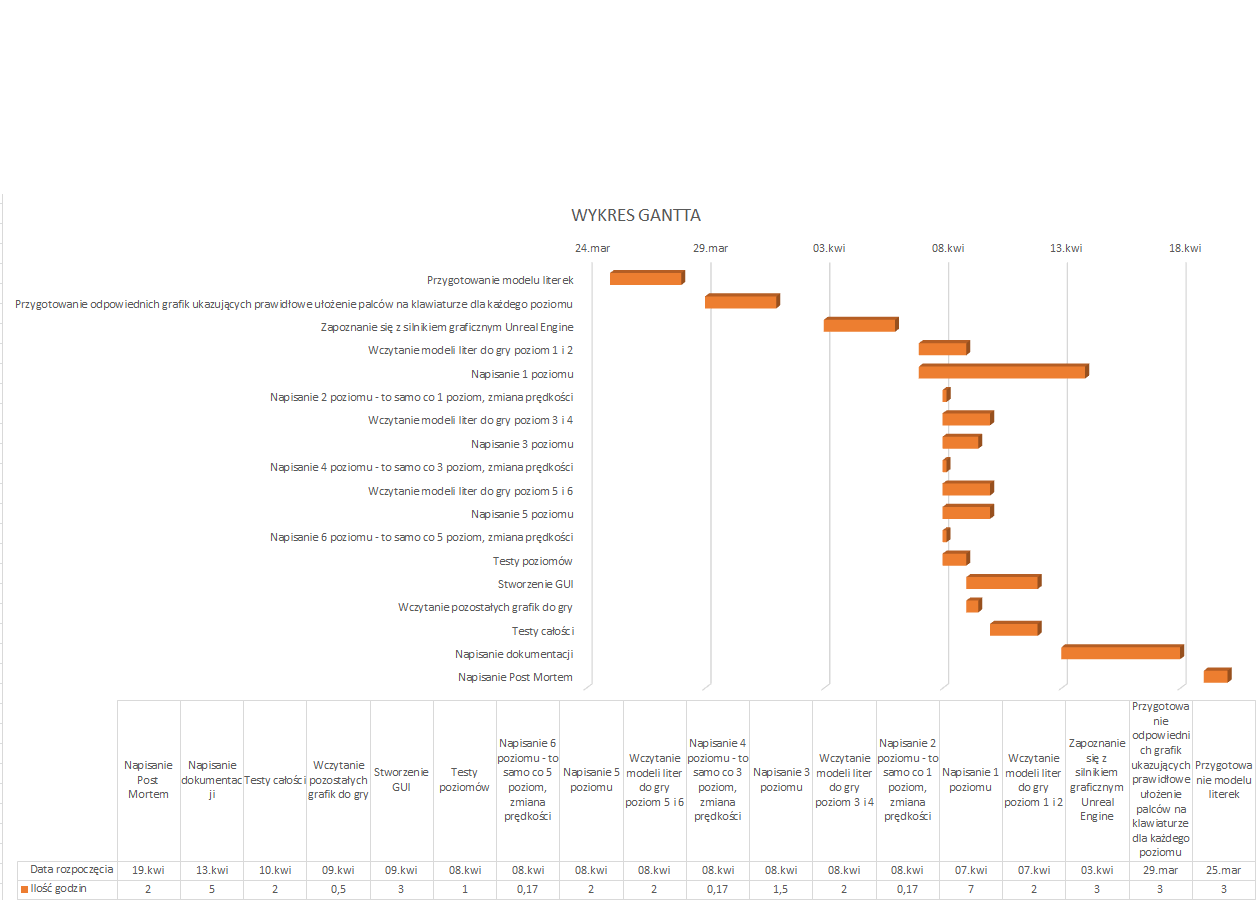 WYKRES GANTTA
24.mar 29.mar 03.kwi 08.kwi 13.kwi 18.kwi
Przygotowanie modelu literek
Przygotowanie odpowiednich grafik ukazujących prawidłowe ułożenie palców na klawiaturze dla każdego poziomu
Zapoznanie się z silnikiem graficznym Unreal Engine
Wczytanie modeli liter do gry poziom 1 i 2
Napisanie 1 poziomu
Napisanie 2 poziomu - to samo co 1 poziom, zmiana prędkości
Wczytanie modeli liter do gry poziom 3 i 4
Napisanie 3 poziomu
Napisanie 4 poziomu - to samo co 3 poziom, zmiana prędkości
Wczytanie modeli liter do gry poziom 5 i 6
Napisanie 5 poziomu
Napisanie 6 poziomu - to samo co 5 poziom, zmiana prędkości
Testy poziomów
Stworzenie GUI
Wczytanie pozostałych grafik do gry
Testy całości
Napisanie dokumentacji
Napisanie Post Mortem
Napisanie
Post
Mortem
Napisanie
dokumentac
ji
Testy całości
Wczytanie
pozostałych
grafik do gry
Stworzenie
GUI
Testy
poziomów
Napisanie 6
poziomu - to
samo co 5
poziom,
zmiana
prędkości
Napisanie 5
poziomu
Wczytanie
modeli liter
do gry
poziom 5 i 6
Napisanie 4
poziomu - to
samo co 3
poziom,
zmiana
prędkości
Napisanie 3
poziomu
Wczytanie
modeli liter
do gry
poziom 3 i 4
Napisanie 2
poziomu - to
samo co 1
poziom,
zmiana
prędkości
Napisanie 1
poziomu
Wczytanie
modeli liter
do gry
poziom 1 i 2
Zapoznanie
się z
silnikiem
graficznym
Unreal
Engine
Przygotowa
nie
odpowiedni
ch grafik
ukazujących
prawidłowe
ułożenie
palców na
klawiaturze
dla każdego
poziomu
Przygotowa
nie modelu
literek
Data rozpoczęcia 19.kwi 13.kwi 10.kwi 09.kwi 09.kwi 08.kwi 08.kwi 08.kwi 08.kwi 08.kwi 08.kwi 08.kwi 08.kwi 07.kwi 07.kwi 03.kwi 29.mar 25.mar
Ilość godzin 2 5 2 0,5 3 1 0,17 2 2 0,17 1,5 2 0,17 7 2 3 3 3